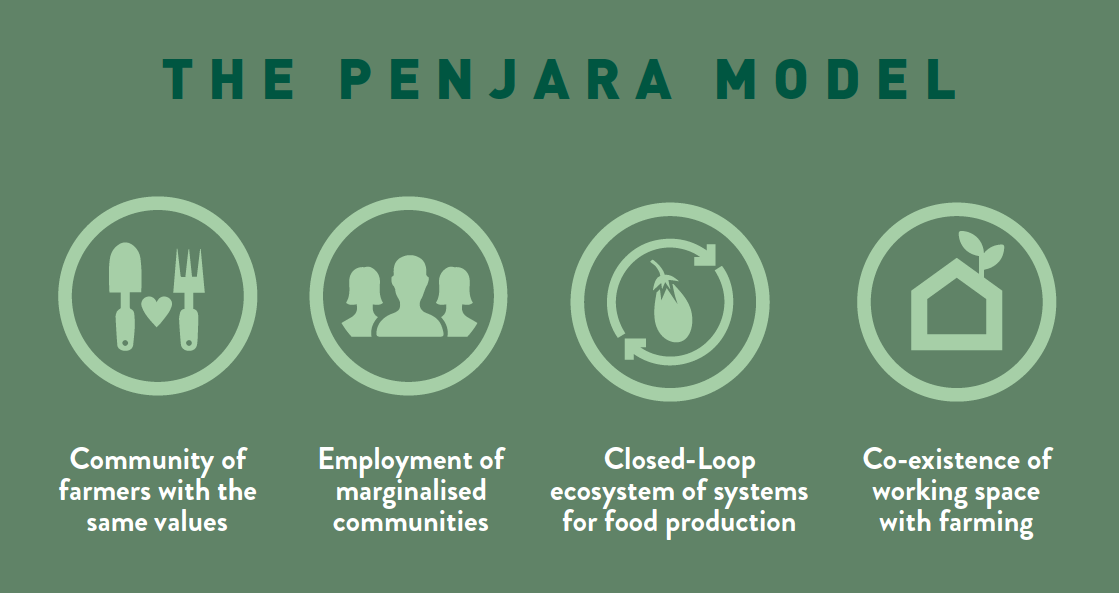 THE PENJARA MODEL
Community of
farmers with the
same values
Employment of
marginalised
communities
Closed-Loop
ecosystem of systems
for food production
Co-existence of
working space
with farming